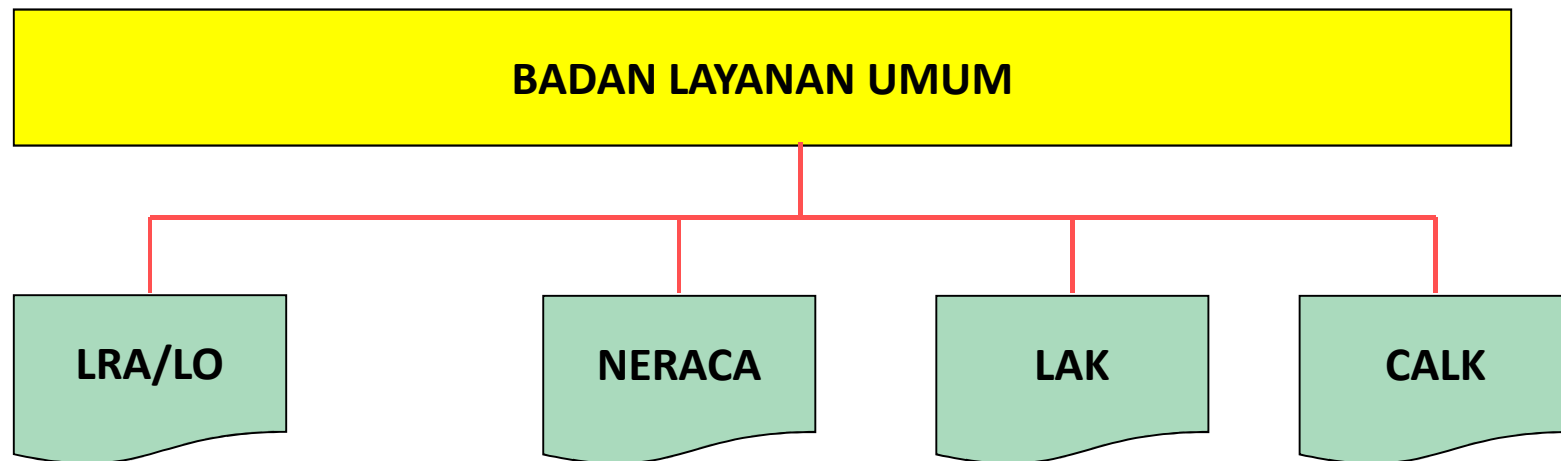 BADAN LAYANAN UMUM
LRA/LO
NERACA
LAK
CALK